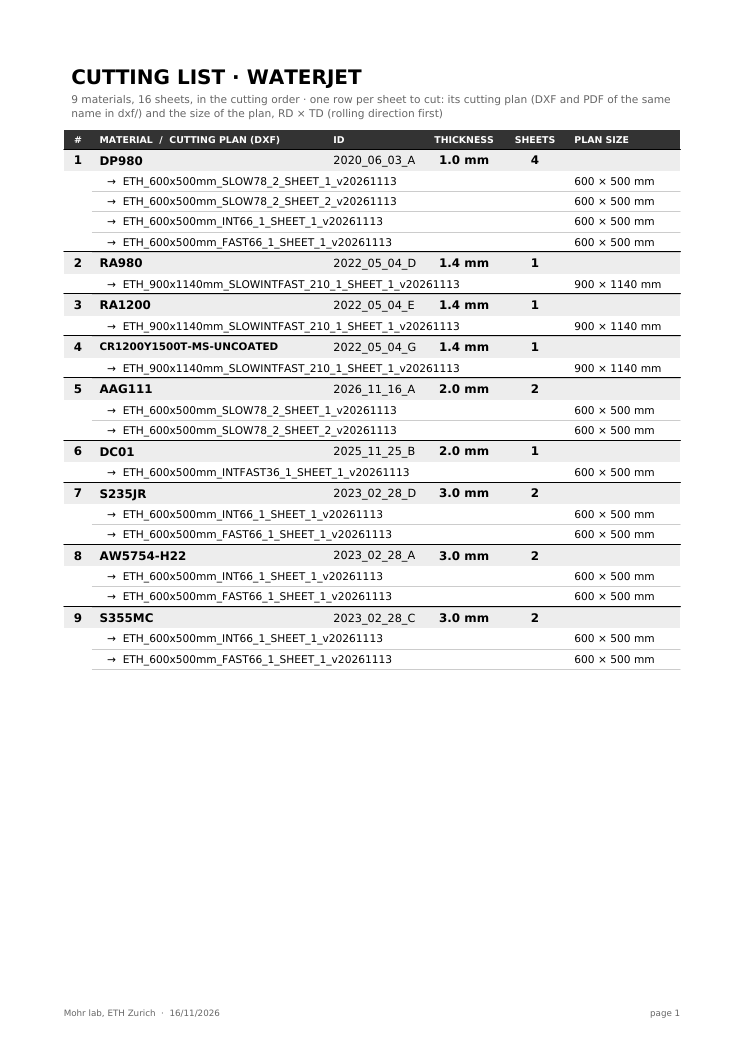 CUTTING LIST · WATERJET
9 materials, 16 sheets, in the cutting order · one row per sheet to cut: its cutting plan (DXF and PDF of the same
name in dxf/) and the size of the plan, RD × TD (rolling direction first)
# MATERIAL / CUTTING PLAN (DXF) ID THICKNESS SHEETS PLAN SIZE
1 DP980 2020_06_03_A 1.0 mm 4
→ ETH_600x500mm_SLOW78_2_SHEET_1_v20261113 600 × 500 mm
→ ETH_600x500mm_SLOW78_2_SHEET_2_v20261113 600 × 500 mm
→ ETH_600x500mm_INT66_1_SHEET_1_v20261113 600 × 500 mm
→ ETH_600x500mm_FAST66_1_SHEET_1_v20261113 600 × 500 mm
2 RA980 2022_05_04_D 1.4 mm 1
→ ETH_900x1140mm_SLOWINTFAST_210_1_SHEET_1_v20261113 900 × 1140 mm
3 RA1200 2022_05_04_E 1.4 mm 1
→ ETH_900x1140mm_SLOWINTFAST_210_1_SHEET_1_v20261113 900 × 1140 mm
4 CR1200Y1500T-MS-UNCOATED 2022_05_04_G 1.4 mm 1
→ ETH_900x1140mm_SLOWINTFAST_210_1_SHEET_1_v20261113 900 × 1140 mm
5 AAG111 2026_11_16_A 2.0 mm 2
→ ETH_600x500mm_SLOW78_2_SHEET_1_v20261113 600 × 500 mm
→ ETH_600x500mm_SLOW78_2_SHEET_2_v20261113 600 × 500 mm
6 DC01 2025_11_25_B 2.0 mm 1
→ ETH_600x500mm_INTFAST36_1_SHEET_1_v20261113 600 × 500 mm
7 S235JR 2023_02_28_D 3.0 mm 2
→ ETH_600x500mm_INT66_1_SHEET_1_v20261113 600 × 500 mm
→ ETH_600x500mm_FAST66_1_SHEET_1_v20261113 600 × 500 mm
8 AW5754-H22 2023_02_28_A 3.0 mm 2
→ ETH_600x500mm_INT66_1_SHEET_1_v20261113 600 × 500 mm
→ ETH_600x500mm_FAST66_1_SHEET_1_v20261113 600 × 500 mm
9 S355MC 2023_02_28_C 3.0 mm 2
→ ETH_600x500mm_INT66_1_SHEET_1_v20261113 600 × 500 mm
→ ETH_600x500mm_FAST66_1_SHEET_1_v20261113 600 × 500 mm
Mohr lab, ETH Zurich · 16/11/2026 page 1